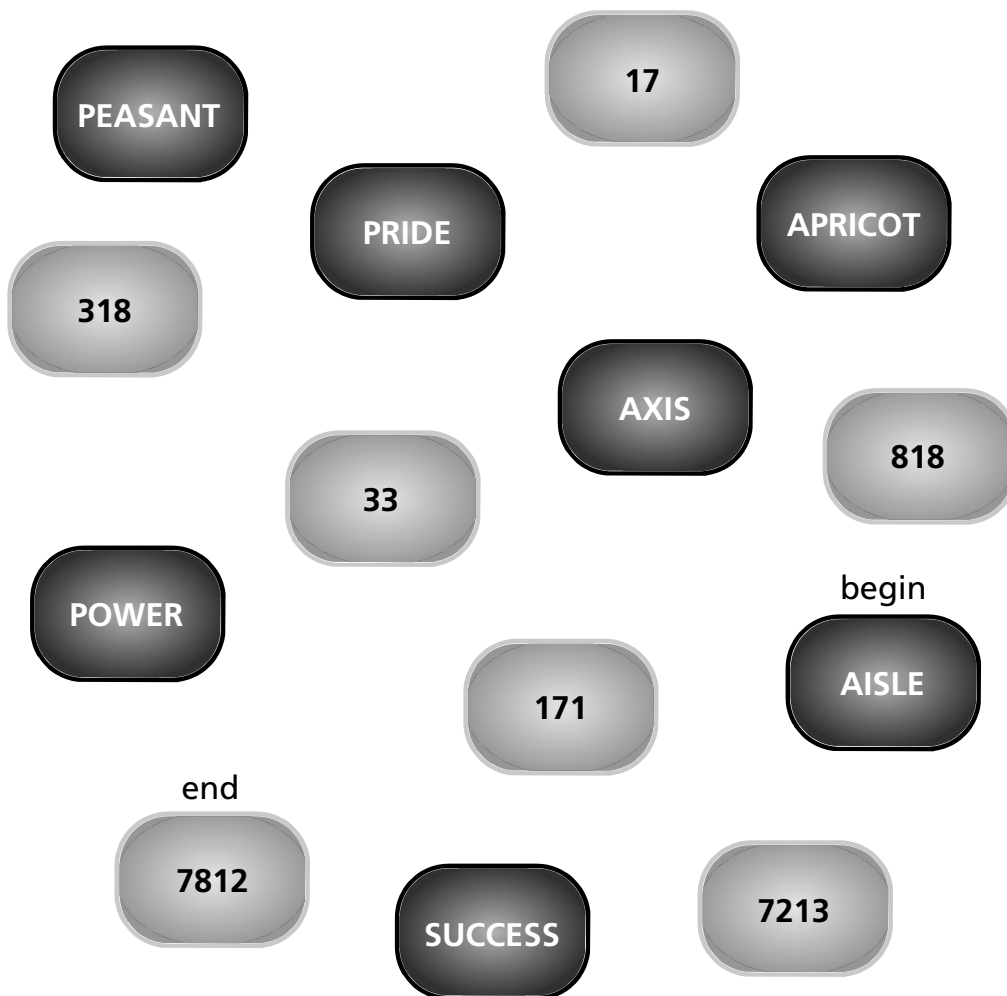 17
PEASANT
PRIDE
APRICOT
318
AXIS
818
33
begin
POWER
AISLE
171
end
7812
7213
SUCCESS